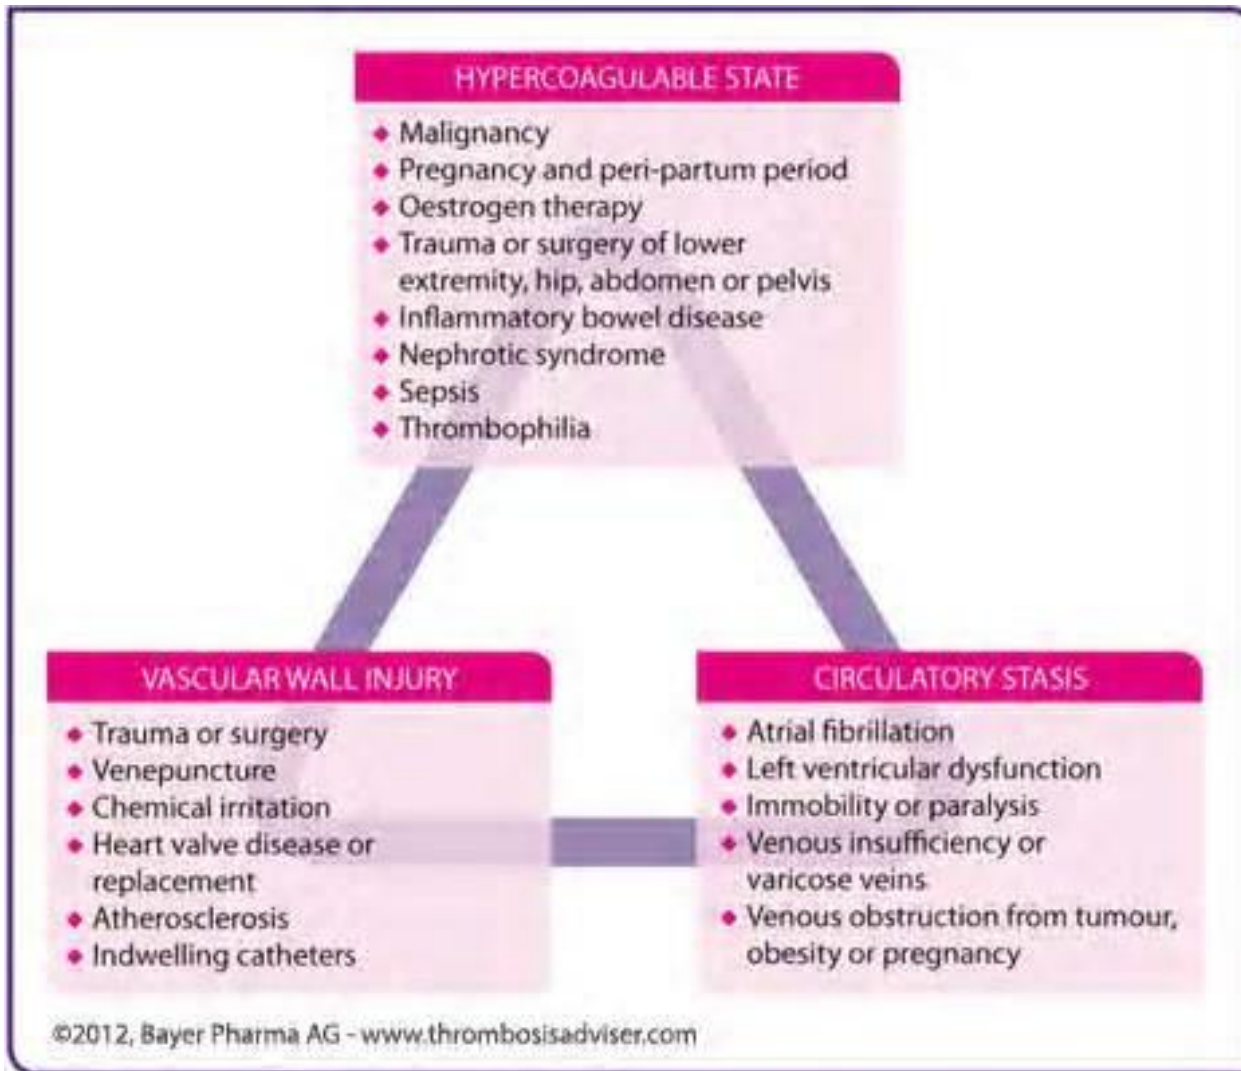 HYPERCOAGULABLE STATE
◆ Malignancy
◆ Pregnancy and peri-partum period
◆ Oestrogen therapy
◆ Trauma or surgery of lower
extremity, hip, abdomen or pelvis
◆ Inflammatory bowel disease
◆ Nephrotic syndrome
◆ Sepsis
◆ Thrombophilia
VASCULAR WALL INJURY
◆ Trauma or surgery
◆ Venepuncture
◆ Chemical irritation
◆ Heart valve disease or
replacement
◆ Atherosclerosis
◆ Indwelling catheters
CIRCULATORY STASIS
◆ Atrial fibrillation
◆ Left ventricular dysfunction
◆ Immobility or paralysis
◆ Venous insufficiency or
varicose veins
◆ Venous obstruction from tumour,
obesity or pregnancy
©2012, Bayer Pharma AG - www.thrombosisadviser.com